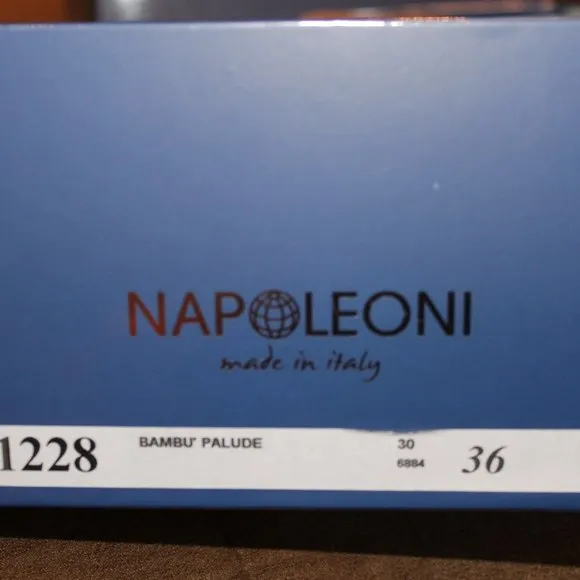 NAPOLEONI
made in italy
1228 BAMBU' PALUDE 30 36
6884